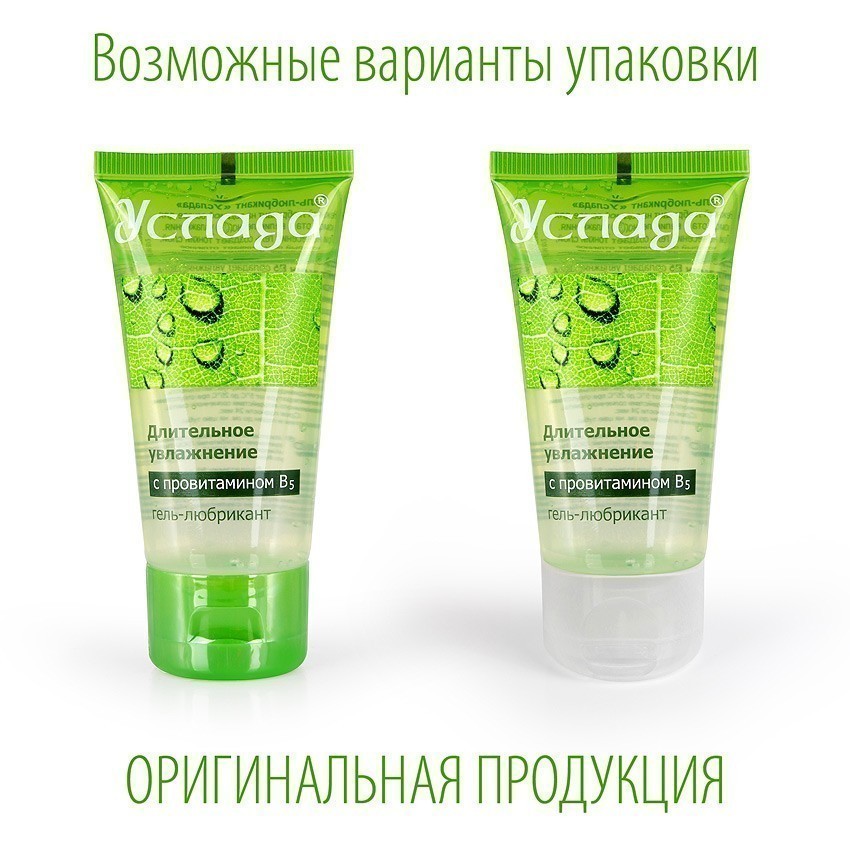 Возможные варианты упаковки
Услада®
Длительное
увлажнение
с провитамином B5
гель-любрикант
Услада®
Длительное
увлажнение
с провитамином B5
гель-любрикант
ОРИГИНАЛЬНАЯ ПРОДУКЦИЯ